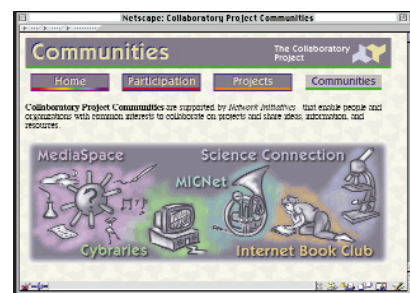 Netscape: Collaboratory Project Communities
Communities
The Collaboratory
Project
Home Participation Projects Communities
Collaboratory Project Communities are supported by Network Initiatives that enable people and
organizations with common interests to collaborate on projects and share ideas, information, and
resources.
MediaSpace Science Connection
MICNet
Cybraries Internet Book Club